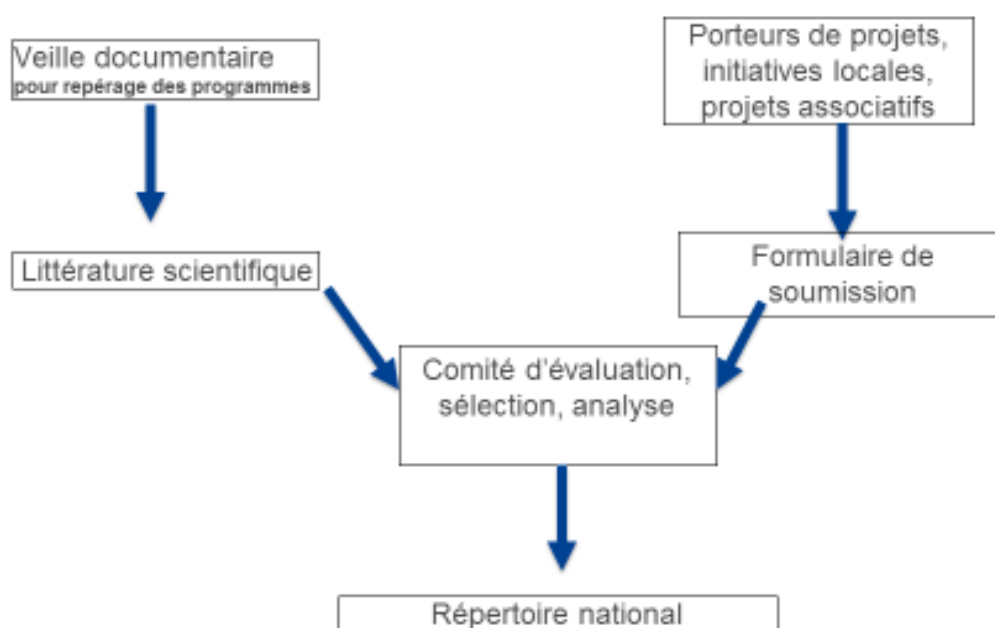 Veille documentaire
pour repérage des programmes
Porteurs de projets,
initiatives locales,
projets associatifs
Littérature scientifique
Formulaire de
soumission
Comité d'évaluation,
sélection, analyse
Répertoire national